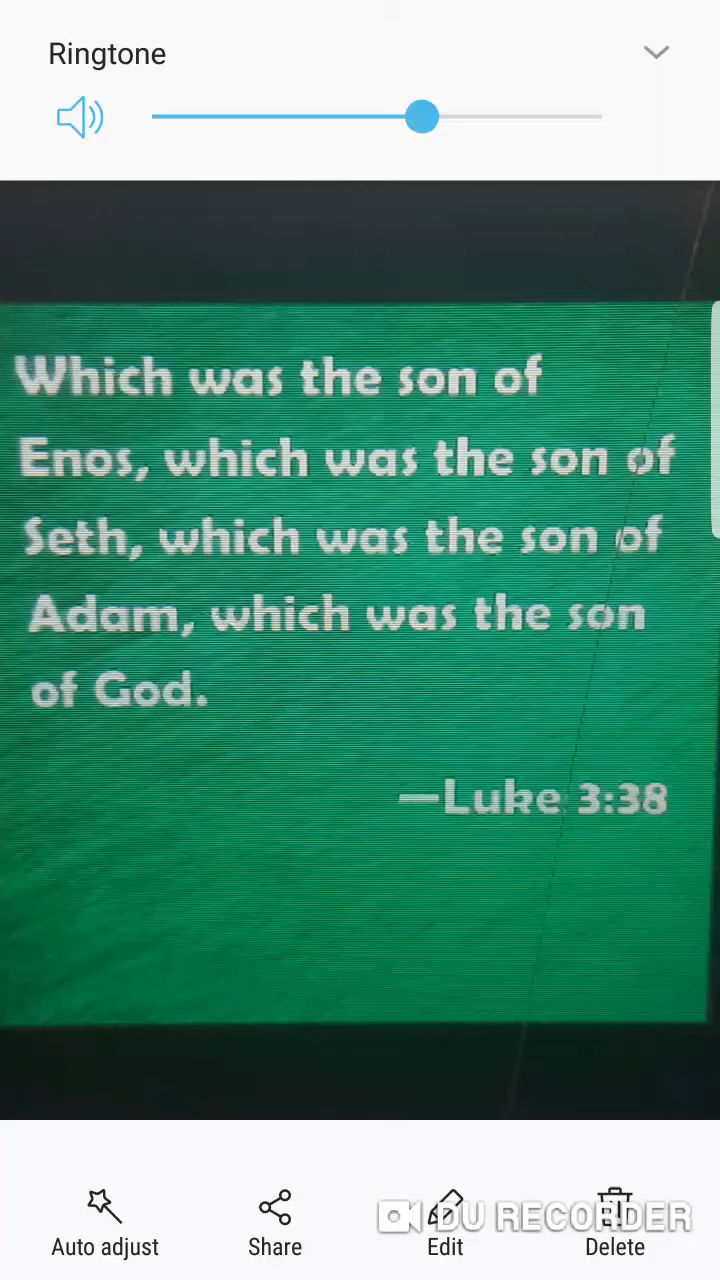 Ringtone
Which was the son of
Enos, which was the son of
Seth, which was the son of
Adam, which was the son
of God.
—Luke 3:38
DU RECORDER
Auto adjust
Share
Edit
Delete